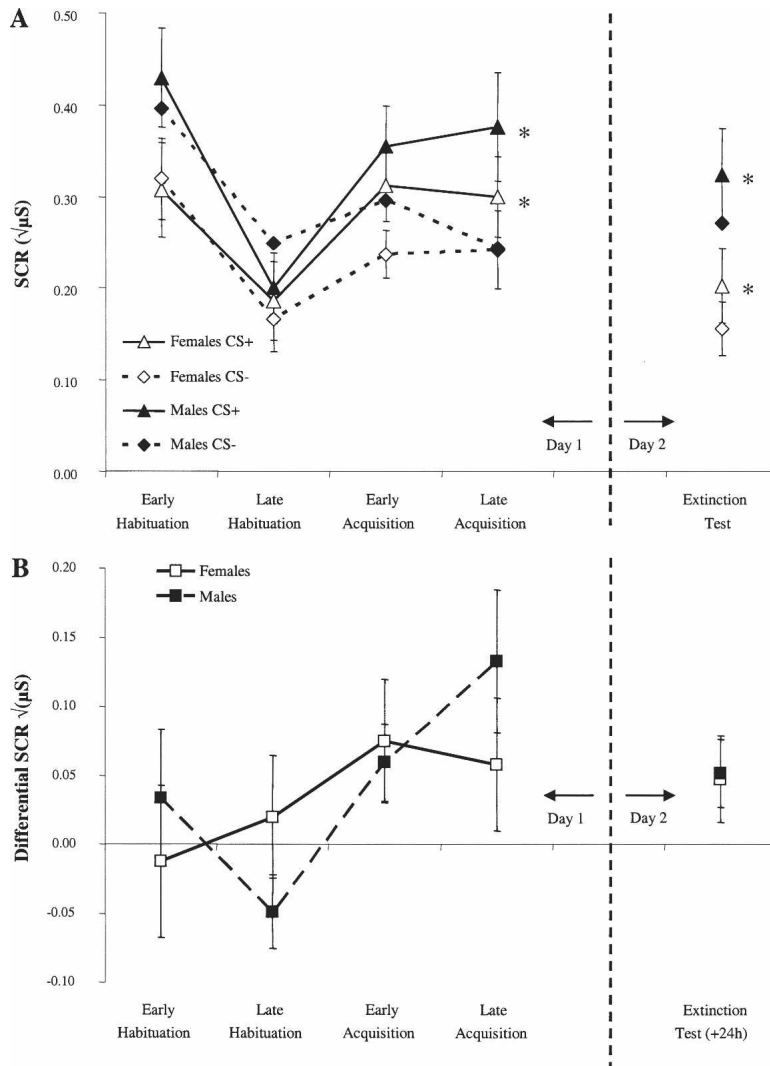 A
0.50
0.40
0.30
0.20
0.10
0.00
SCR (√µS)
*
*
*
*
Females CS+
Females CS-
Males CS+
Males CS-
Day 1
Day 2
Early Habituation
Late Habituation
Early Acquisition
Late Acquisition
Extinction Test
B
0.20
0.15
0.10
0.05
0.00
-0.05
-0.10
Differential SCR √(µS)
Females
Males
Day 1
Day 2
Early Habituation
Late Habituation
Early Acquisition
Late Acquisition
Extinction Test (+24h)